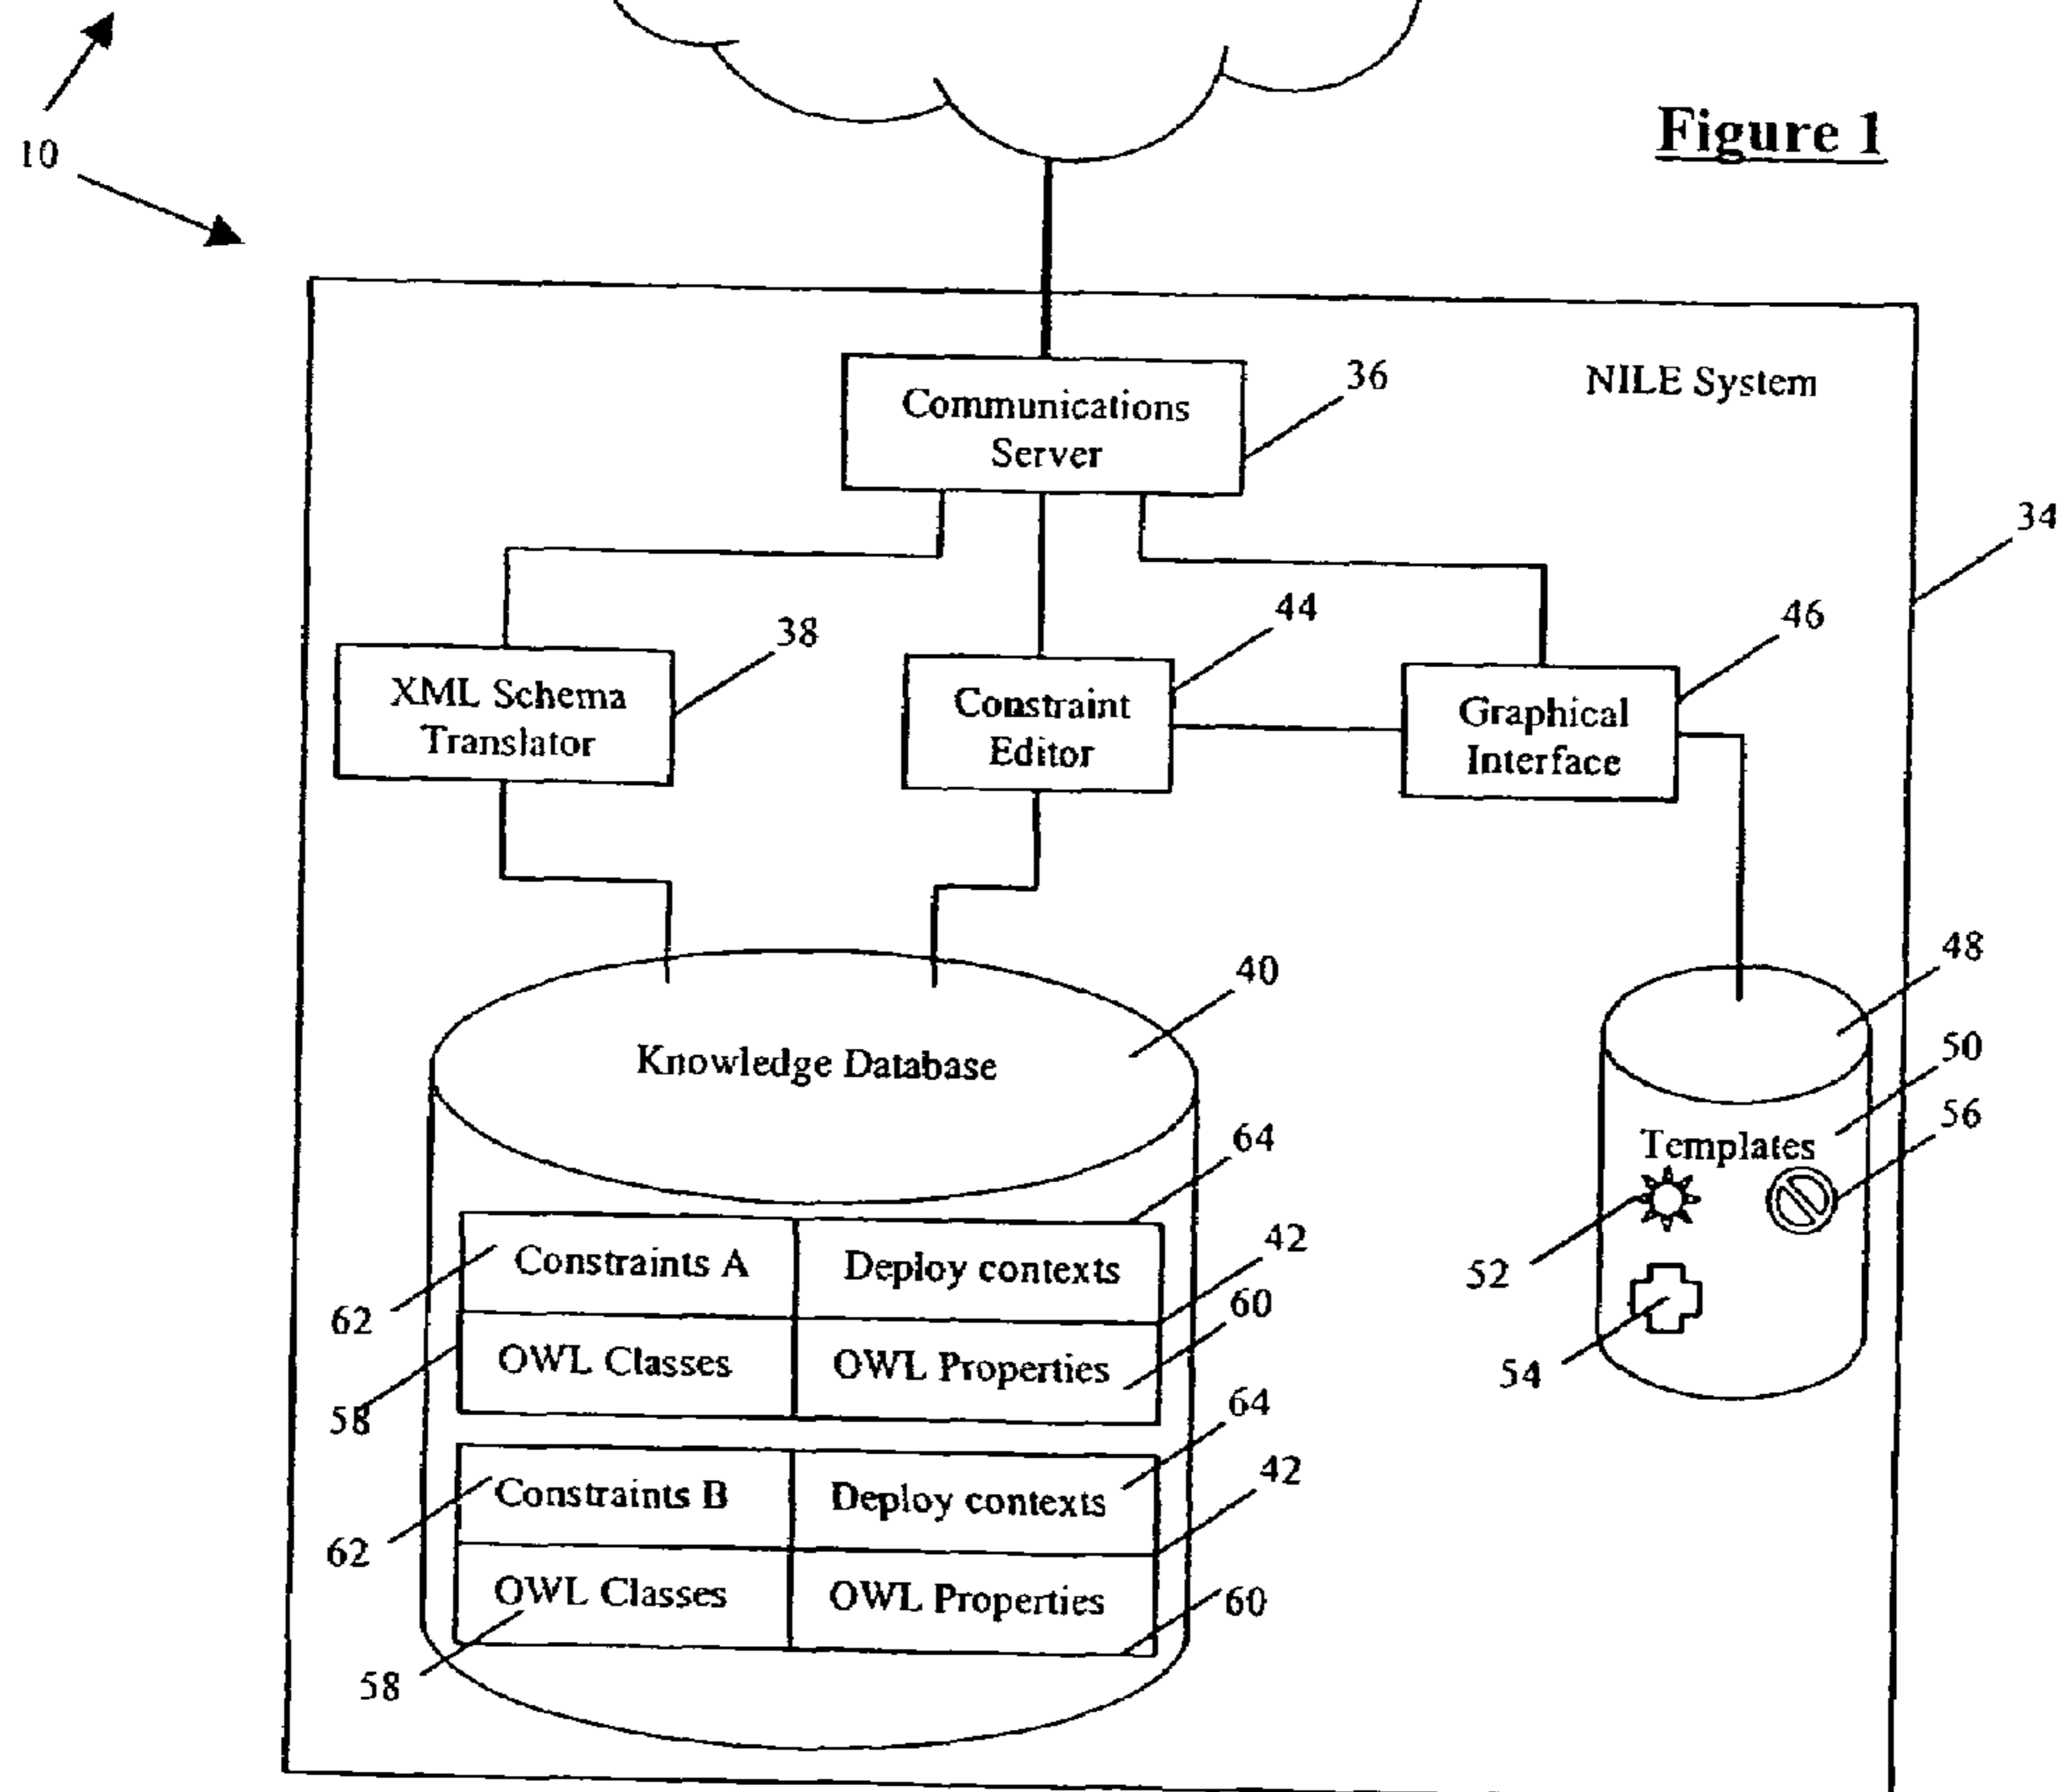 10
Figure 1
NILE System
Communications
Server
36
34
XML Schema
Translator
38
Constraint
Editor
44
Graphical
Interface
46
Knowledge Database
40
48
50
56
Templates
52
54
64
Constraints A
Deploy contexts
42
62
60
OWL Classes
OWL Properties
58
64
Constraints B
Deploy contexts
42
62
OWL Classes
OWL Properties
60
58